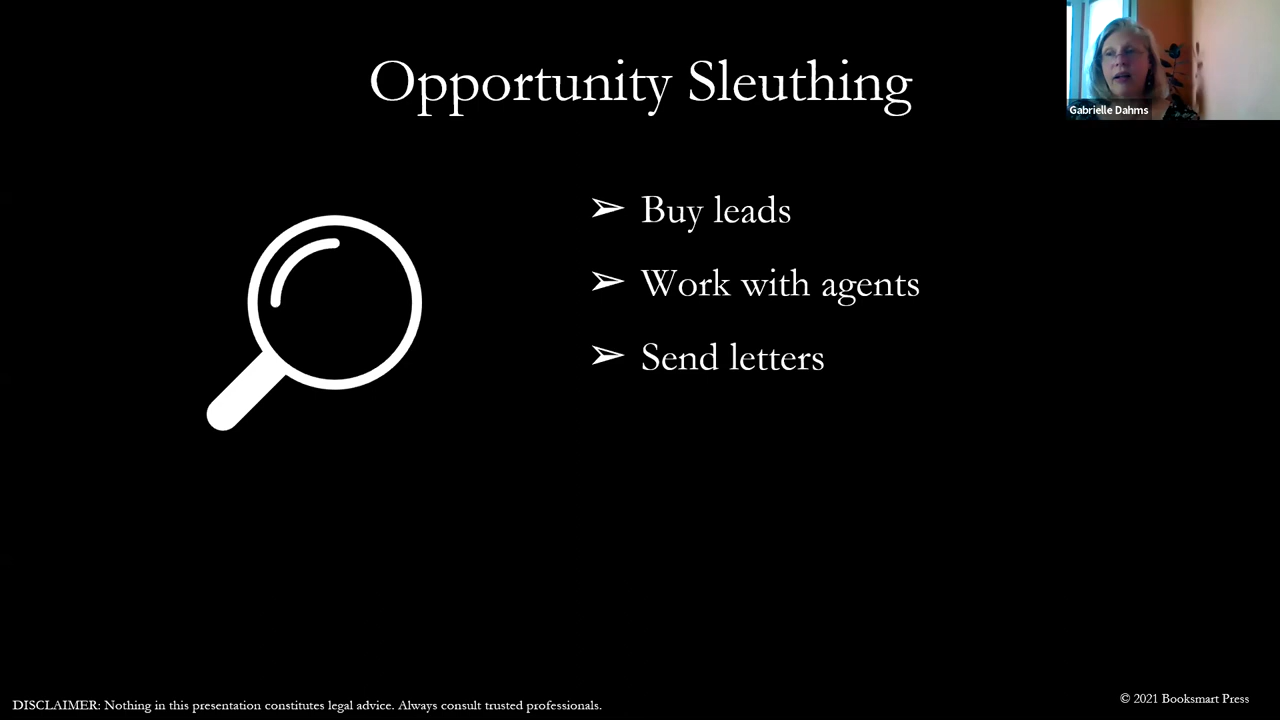 Opportunity Sleuthing
Gabrielle Dahms
➢ Buy leads
➢ Work with agents
➢ Send letters
DISCLAIMER: Nothing in this presentation constitutes legal advice. Always consult trusted professionals.
© 2021 Booksmart Press